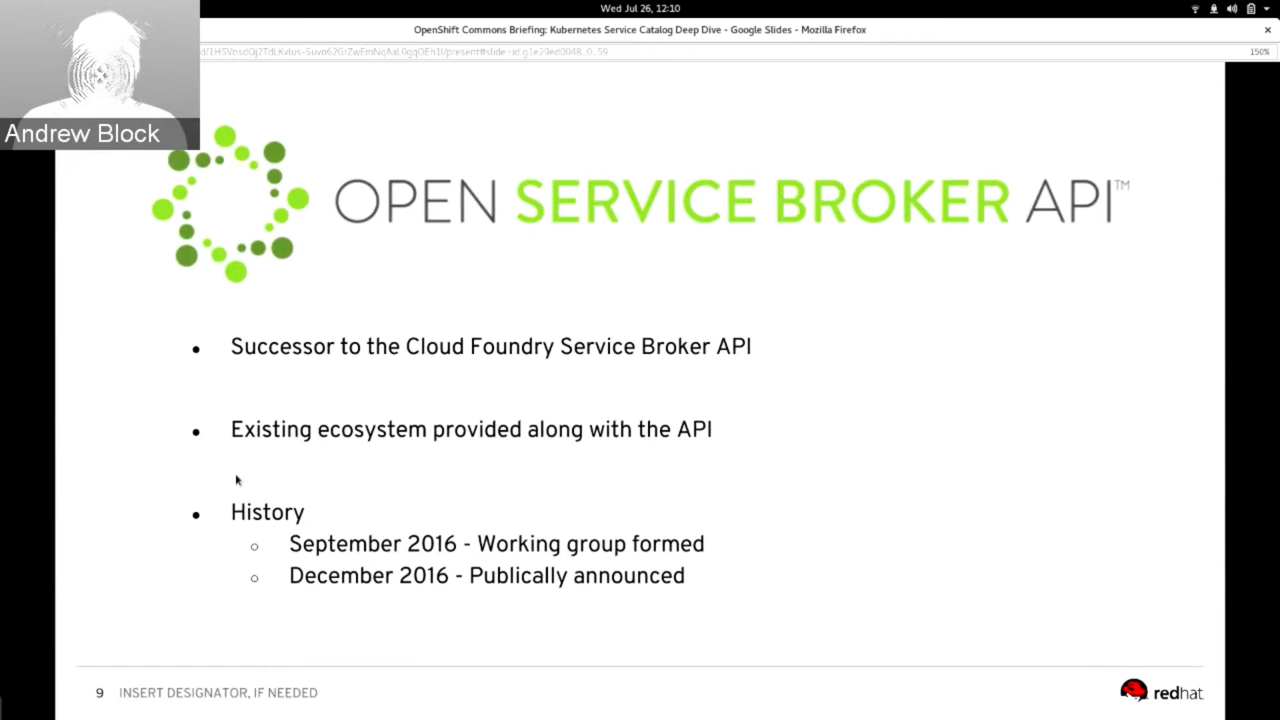 Wed Jul 26, 12:10
OpenShift Commons Briefing: Kubernetes Service Catalog Deep Dive - Google Slides - Mozilla Firefox
150%
Andrew Block
OPEN SERVICE BROKER API™
• Successor to the Cloud Foundry Service Broker API
• Existing ecosystem provided along with the API
• History
○ September 2016 - Working group formed
○ December 2016 - Publically announced
9 INSERT DESIGNATOR, IF NEEDED
redhat